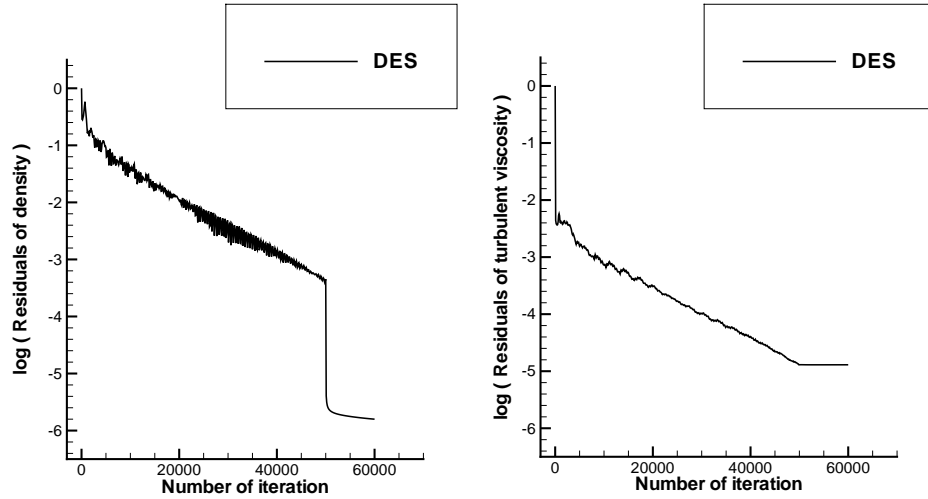 DES
log ( Residuals of density )
0
-1
-2
-3
-4
-5
-6
0 20000 40000 60000
Number of iteration
DES
log ( Residuals of turbulent viscosity )
0
-1
-2
-3
-4
-5
-6
0 20000 40000 60000
Number of iteration